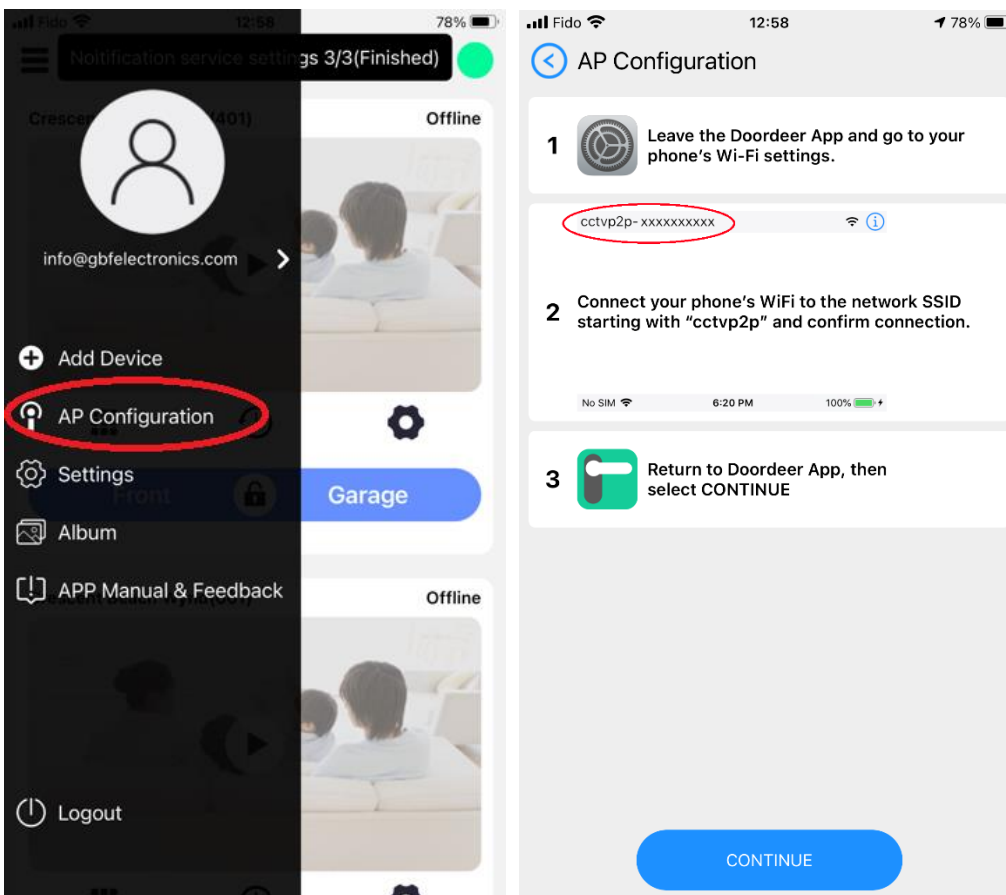 Fido
12:58
78%
Noitification service settings 3/3(Finished)
Offline
info@gbfelectronics.com
Add Device
AP Configuration
Settings
Front
Garage
Album
APP Manual & Feedback
Offline
Logout
Fido
12:58
78%
AP Configuration
1
Leave the Doordeer App and go to your
phone's Wi-Fi settings.
cctvp2p-xxxxxxxxxx
2
Connect your phone's WiFi to the network SSID
starting with “cctvp2p” and confirm connection.
No SIM
6:20 PM
100%
3
Return to Doordeer App, then
select CONTINUE
CONTINUE